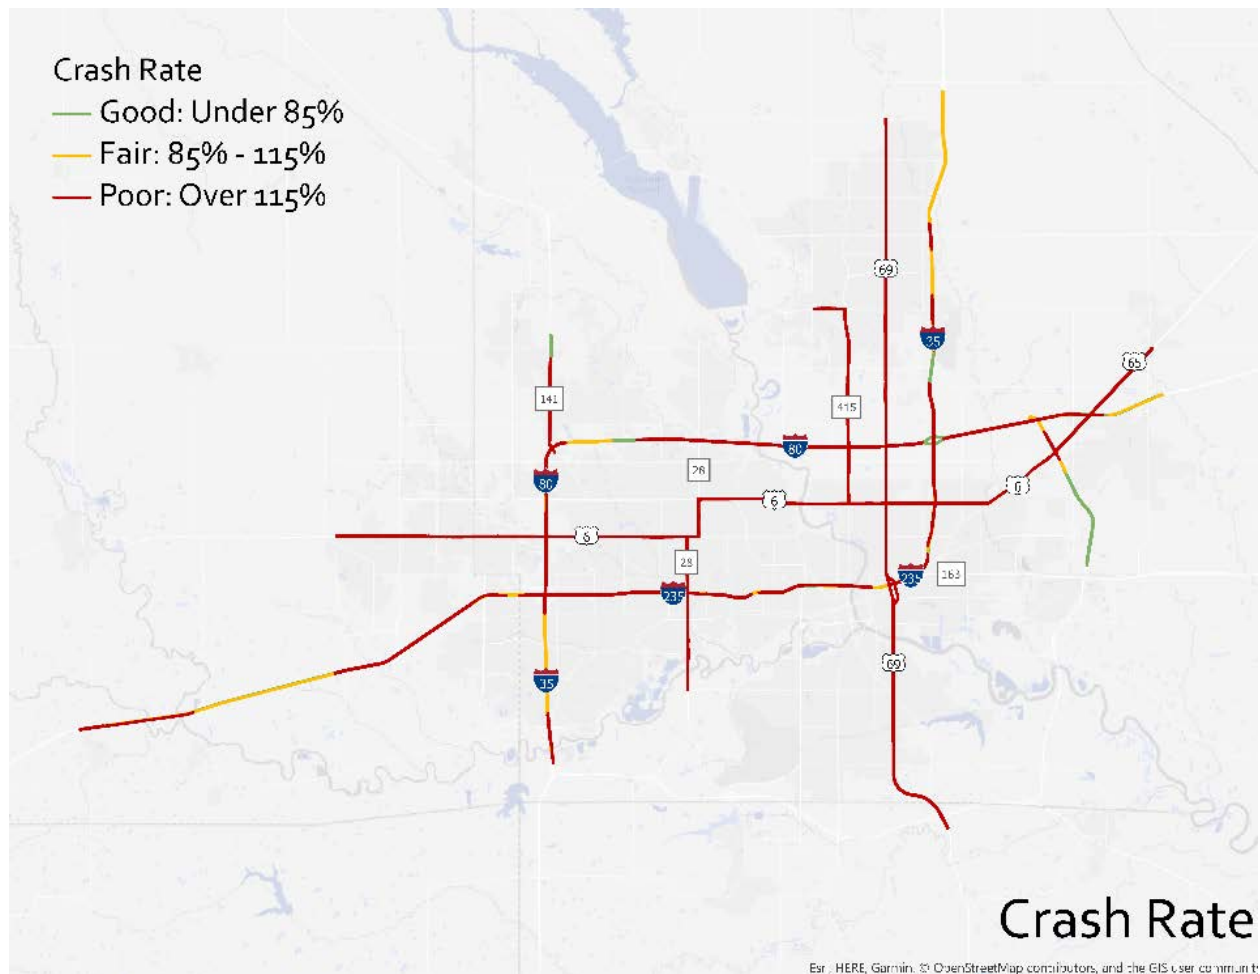 Crash Rate
Good: Under 85%
Fair: 85% - 115%
Poor: Over 115%
69
35
65
141
415
80
28
80
6
6
6
28
235
163
235
69
35
Crash Rate
Esri, HERE, Garmin, © OpenStreetMap contributors, and the GIS user community